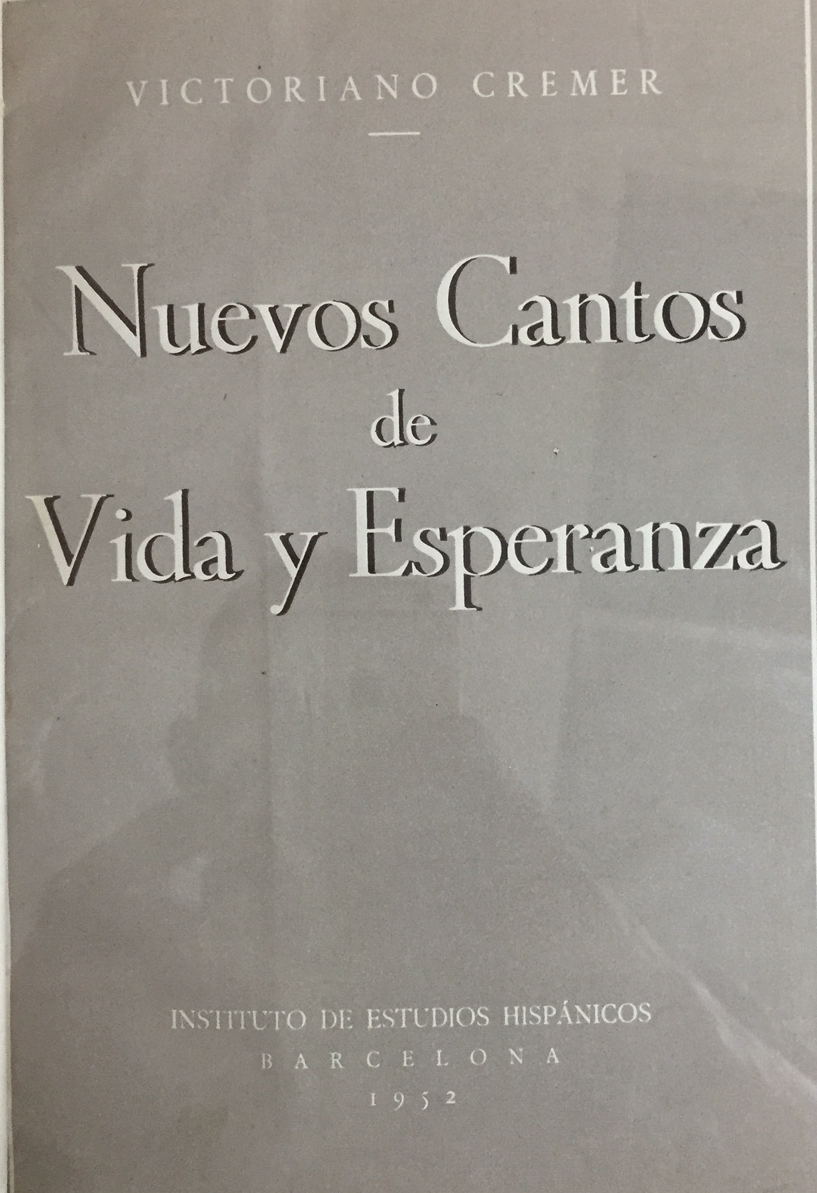 VICTORIANO CREMER
Nuevos Cantos
de
Vida y Esperanza
INSTITUTO DE ESTUDIOS HISPÁNICOS
BARCELONA
1952